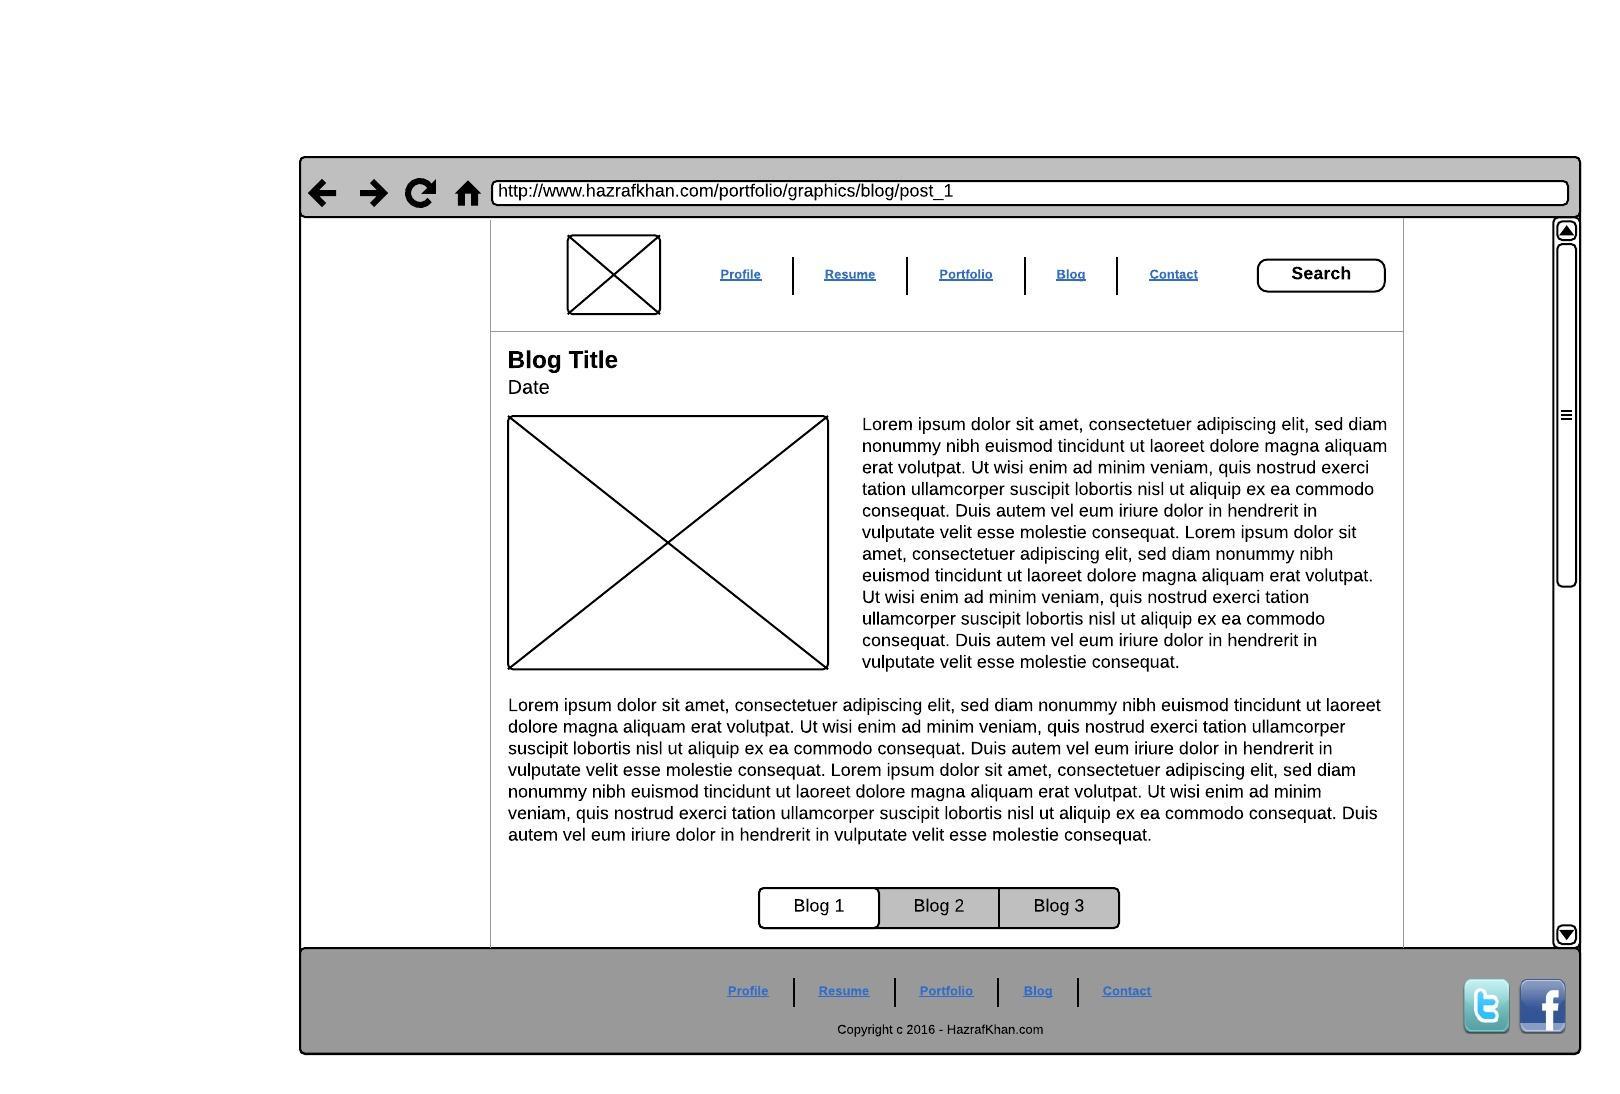 http://www.hazrafkhan.com/portfolio/graphics/blog/post_1
Profile Resume Portfolio Blog Contact Search
Blog Title
Date
Lorem ipsum dolor sit amet, consectetuer adipiscing elit, sed diam
nonummy nibh euismod tincidunt ut laoreet dolore magna aliquam
erat volutpat. Ut wisi enim ad minim veniam, quis nostrud exerci
tation ullamcorper suscipit lobortis nisl ut aliquip ex ea commodo
consequat. Duis autem vel eum iriure dolor in hendrerit in
vulputate velit esse molestie consequat. Lorem ipsum dolor sit
amet, consectetuer adipiscing elit, sed diam nonummy nibh
euismod tincidunt ut laoreet dolore magna aliquam erat volutpat.
Ut wisi enim ad minim veniam, quis nostrud exerci tation
ullamcorper suscipit lobortis nisl ut aliquip ex ea commodo
consequat. Duis autem vel eum iriure dolor in hendrerit in
vulputate velit esse molestie consequat.
Lorem ipsum dolor sit amet, consectetuer adipiscing elit, sed diam nonummy nibh euismod tincidunt ut laoreet
dolore magna aliquam erat volutpat. Ut wisi enim ad minim veniam, quis nostrud exerci tation ullamcorper
suscipit lobortis nisl ut aliquip ex ea commodo consequat. Duis autem vel eum iriure dolor in hendrerit in
vulputate velit esse molestie consequat. Lorem ipsum dolor sit amet, consectetuer adipiscing elit, sed diam
nonummy nibh euismod tincidunt ut laoreet dolore magna aliquam erat volutpat. Ut wisi enim ad minim
veniam, quis nostrud exerci tation ullamcorper suscipit lobortis nisl ut aliquip ex ea commodo consequat. Duis
autem vel eum iriure dolor in hendrerit in vulputate velit esse molestie consequat.
Blog 1 Blog 2 Blog 3
Profile Resume Portfolio Blog Contact
Copyright c 2016 - HazrafKhan.com